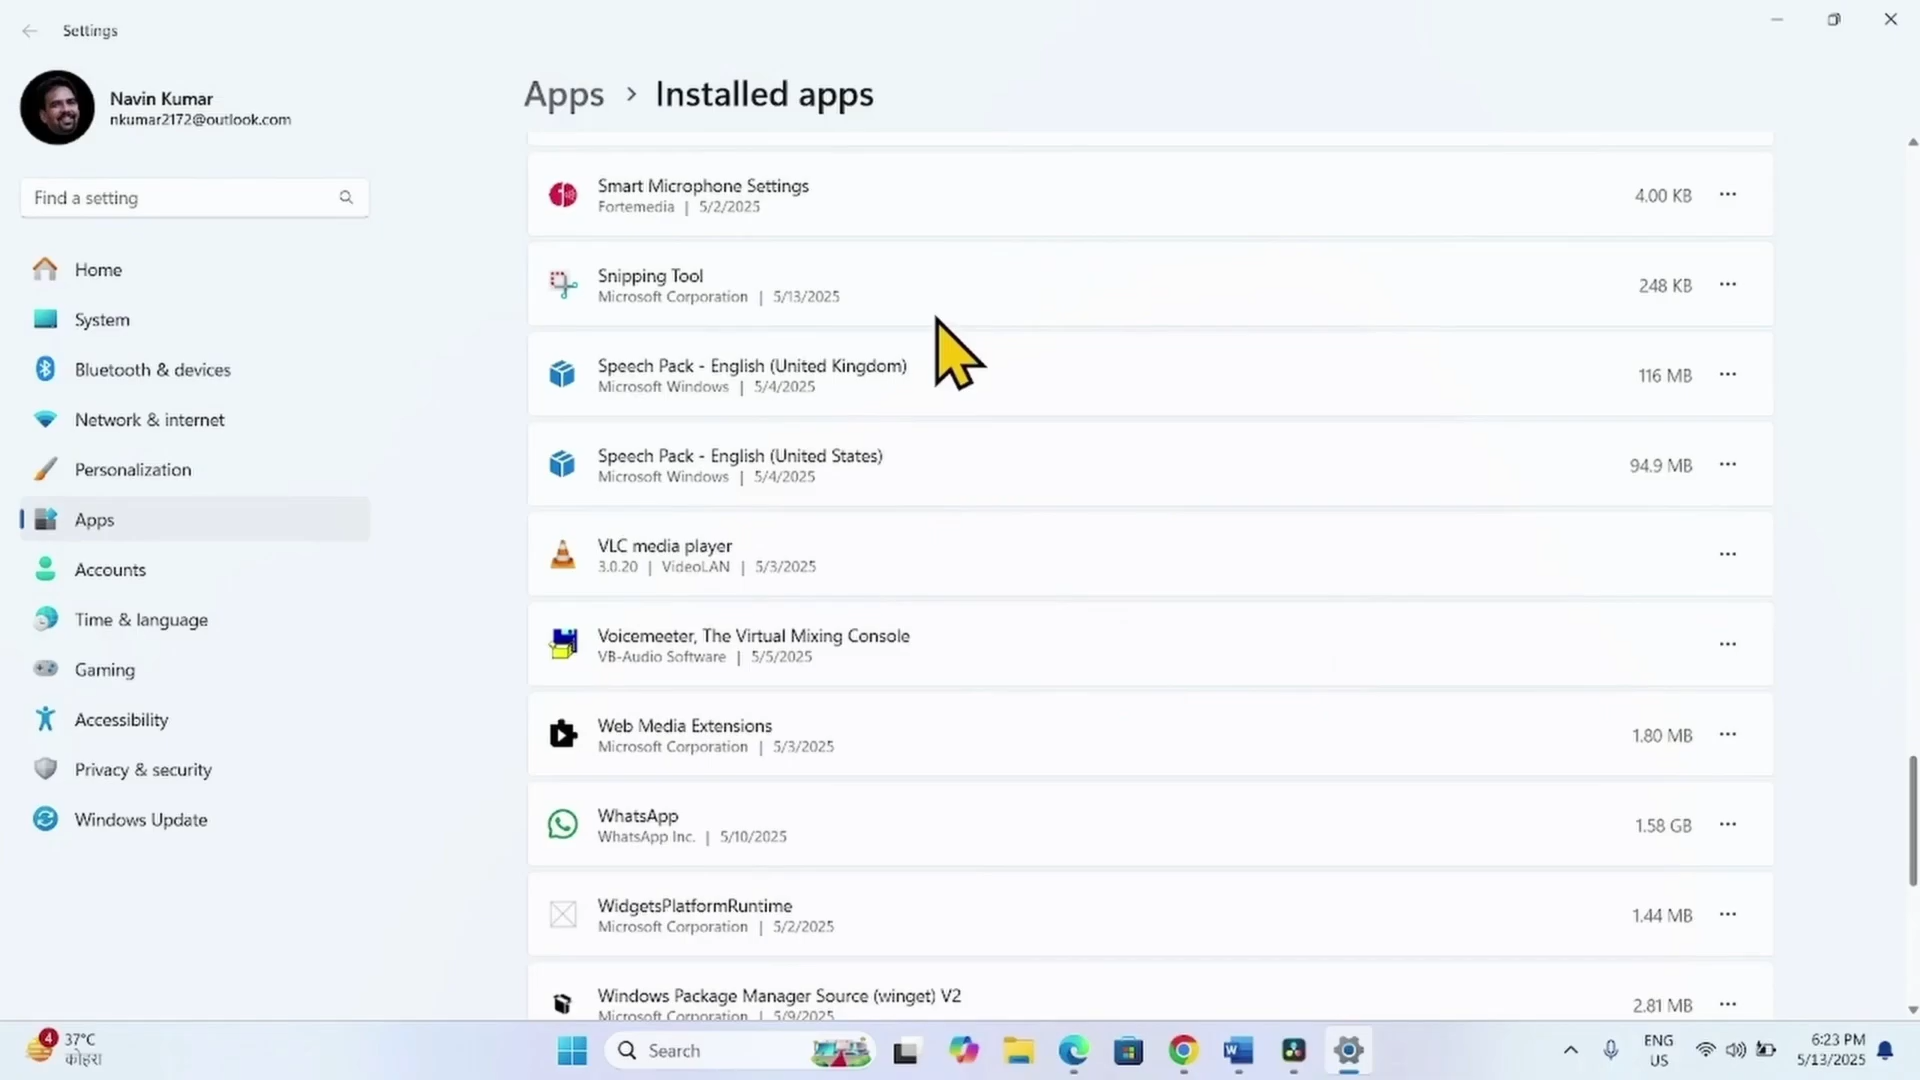 Settings
Navin Kumar
nkumar2172@outlook.com
Find a setting
Home
System
Bluetooth & devices
Network & internet
Personalization
Apps
Accounts
Time & language
Gaming
Accessibility
Privacy & security
Windows Update
Apps > Installed apps
Smart Microphone Settings
Fortemedia | 5/2/2025
4.00 KB
Snipping Tool
Microsoft Corporation | 5/13/2025
248 KB
Speech Pack - English (United Kingdom)
Microsoft Windows | 5/4/2025
116 MB
Speech Pack - English (United States)
Microsoft Windows | 5/4/2025
94.9 MB
VLC media player
3.0.20 | VideoLAN | 5/3/2025
Voicemeeter, The Virtual Mixing Console
VB-Audio Software | 5/5/2025
Web Media Extensions
Microsoft Corporation | 5/3/2025
1.80 MB
WhatsApp
WhatsApp Inc. | 5/10/2025
1.58 GB
WidgetsPlatformRuntime
Microsoft Corporation | 5/2/2025
1.44 MB
Windows Package Manager Source (winget) V2
Microsoft Corporation | 5/9/2025
2.81 MB
4
37°C
कोहरा
Search
W
ENG
US
6:23 PM
5/13/2025